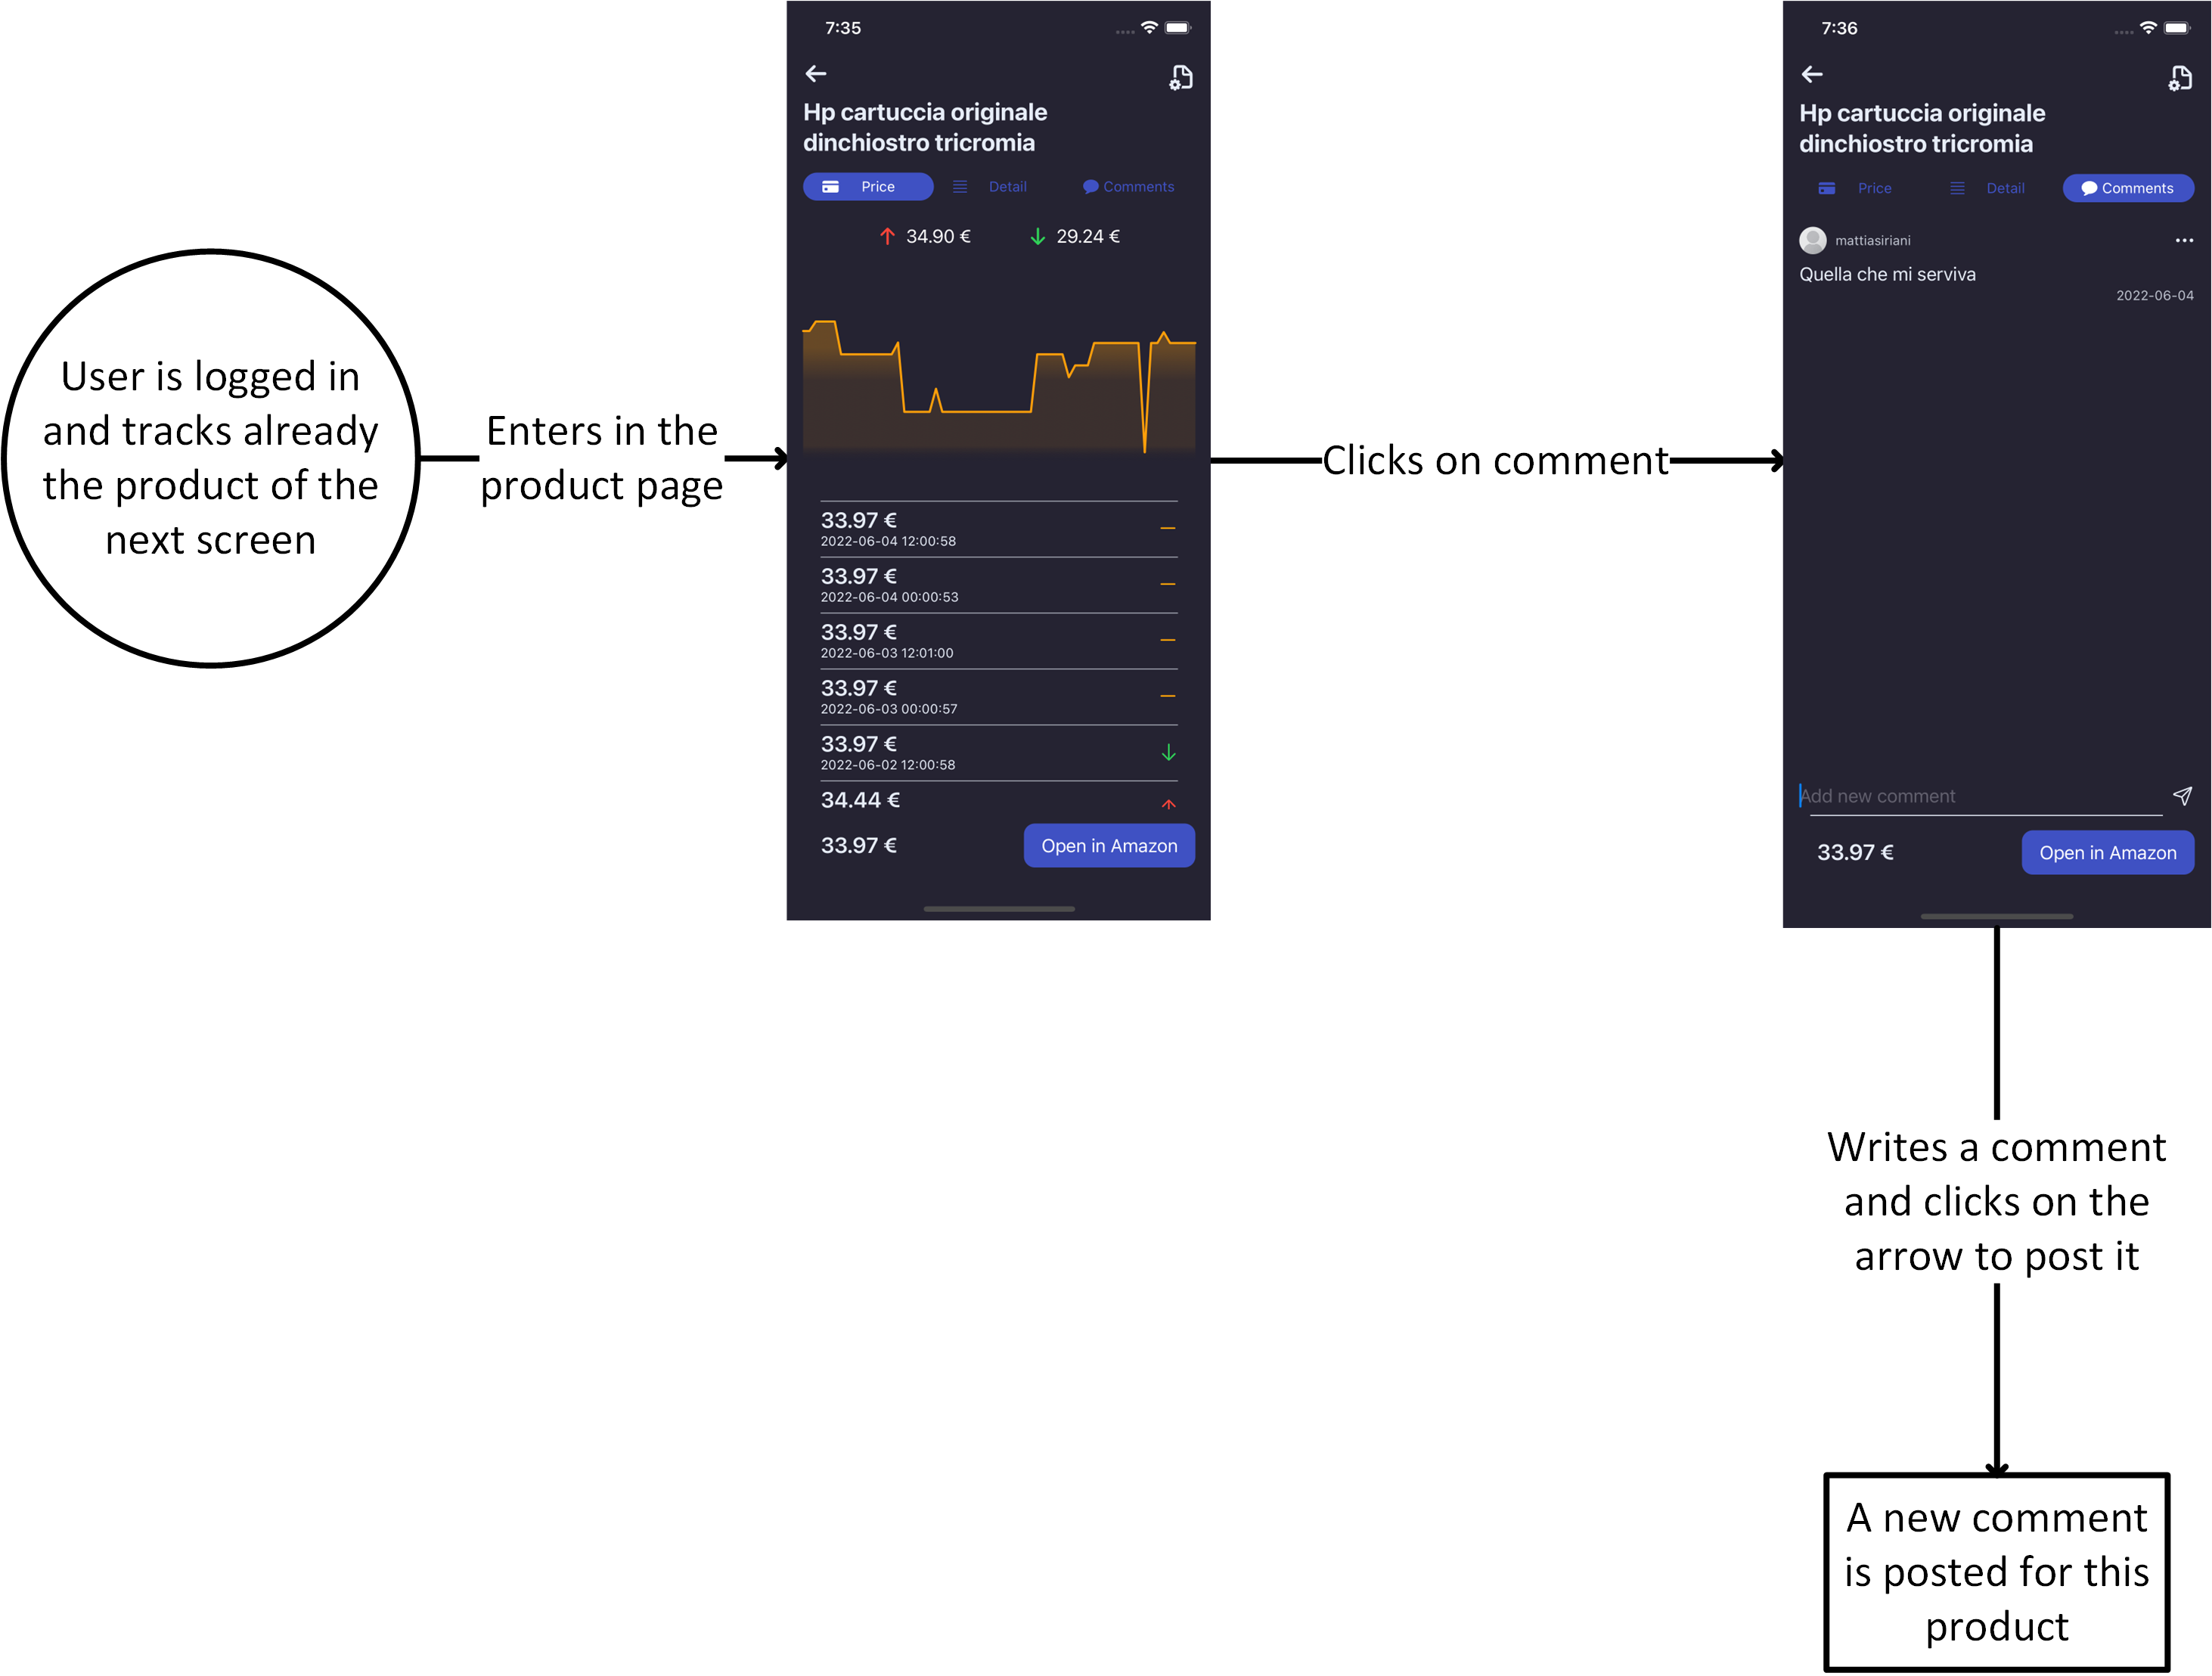 User is logged in
and tracks already
the product of the
next screen
Enters in the
product page
7:35
Hp cartuccia originale
dinchiostro tricromia
Price Detail Comments
34.90 € 29.24 €
33.97 €
2022-06-04 12:00:58
33.97 €
2022-06-04 00:00:53
33.97 €
2022-06-03 12:01:00
33.97 €
2022-06-03 00:00:57
33.97 €
2022-06-02 12:00:58
34.44 €
33.97 € Open in Amazon
Clicks on comment
7:36
Hp cartuccia originale
dinchiostro tricromia
Price Detail Comments
mattiasiriani
Quella che mi serviva
2022-06-04
Add new comment
33.97 € Open in Amazon
Writes a comment
and clicks on the
arrow to post it
A new comment
is posted for this
product